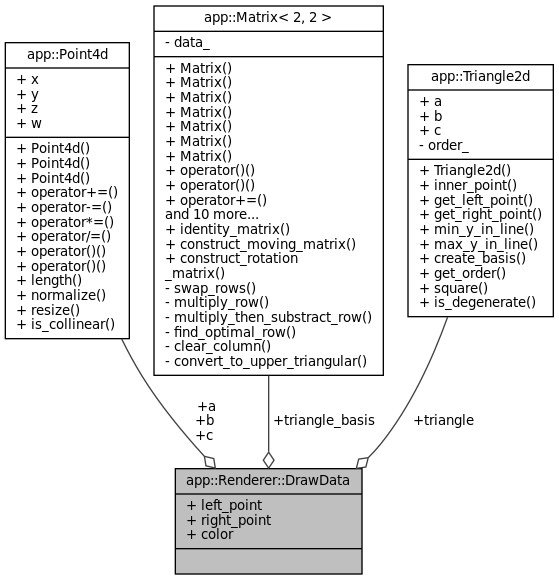 app::Point4d
+ x
+ y
+ z
+ w
+ Point4d()
+ Point4d()
+ Point4d()
+ operator+=()
+ operator-=()
+ operator*=()
+ operator/=()
+ operator()()
+ operator()()
+ length()
+ normalize()
+ resize()
+ is_collinear()
app::Matrix< 2, 2 >
- data_
+ Matrix()
+ Matrix()
+ Matrix()
+ Matrix()
+ Matrix()
+ Matrix()
+ Matrix()
+ operator()()
+ operator()()
+ operator+=()
and 10 more...
+ identity_matrix()
+ construct_moving_matrix()
+ construct_rotation
_matrix()
- swap_rows()
- multiply_row()
- multiply_then_substract_row()
- find_optimal_row()
- clear_column()
- convert_to_upper_triangular()
app::Triangle2d
+ a
+ b
+ c
- order_
+ Triangle2d()
+ inner_point()
+ get_left_point()
+ get_right_point()
+ min_y_in_line()
+ max_y_in_line()
+ create_basis()
+ get_order()
+ square()
+ is_degenerate()
+a
+b
+c
+triangle_basis
+triangle
app::Renderer::DrawData
+ left_point
+ right_point
+ color